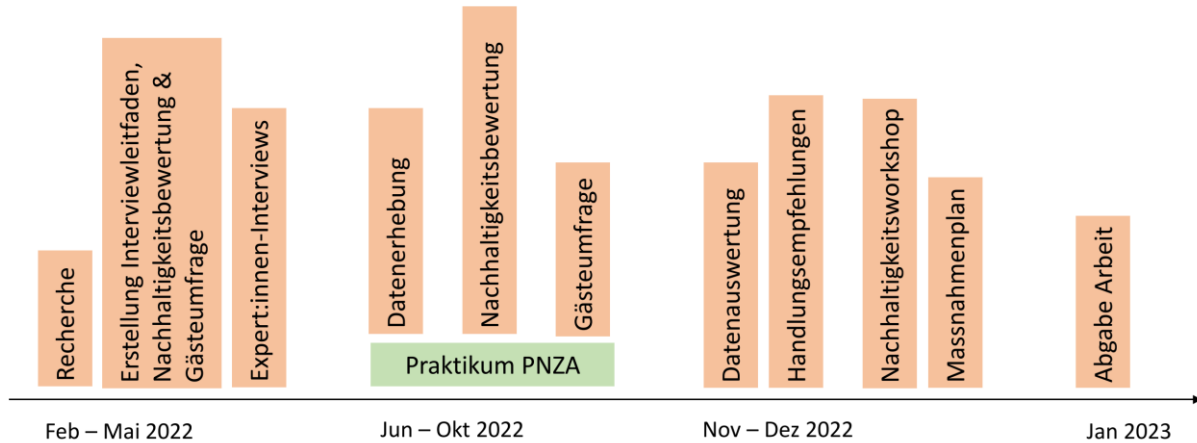 Recherche
Erstellung Interviewleitfaden,
Nachhaltigkeitsbewertung &
Gästeumfrage
Expert:innen-Interviews
Datenerhebung
Nachhaltigkeitsbewertung
Gästeumfrage
Praktikum PNZA
Datenauswertung
Handlungsempfehlungen
Nachhaltigkeitsworkshop
Massnahmenplan
Abgabe Arbeit
Feb – Mai 2022
Jun – Okt 2022
Nov – Dez 2022
Jan 2023